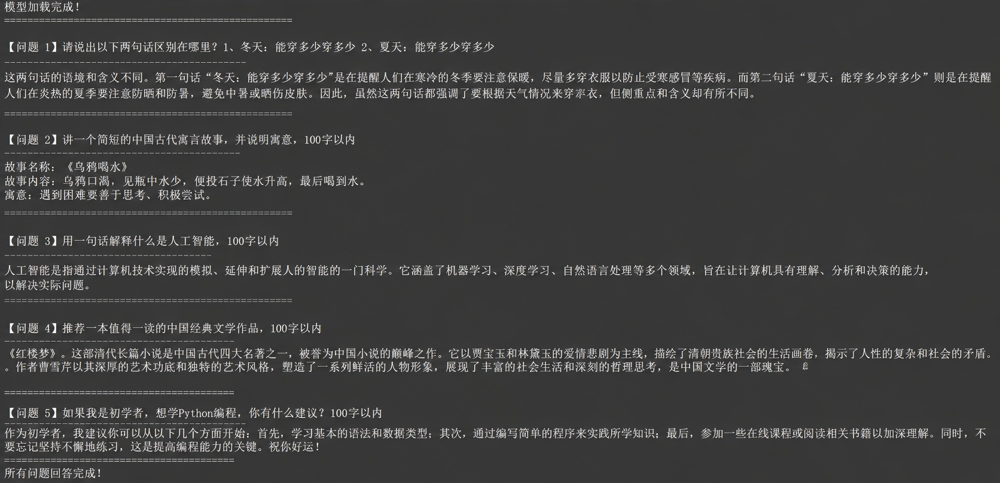 模型加载完成！
==================================================
【问题 1】请说出以下两句话区别在哪里？1、冬天：能穿多少穿多少 2、夏天：能穿多少穿多少
------------------------------------------
这两句话的语境和含义不同。第一句话“冬天：能穿多少穿多少”是在提醒人们在寒冷的冬季要注意保暖，尽量多穿衣服以防止受寒感冒等疾病。而第二句话“夏天：能穿多少穿多少”则是在提醒
人们在炎热的夏季要注意防晒和防暑，避免中暑或晒伤皮肤。因此，虽然这两句话都强调了要根据天气情况来穿衣，但侧重点和含义却有所不同。
==================================================
【问题 2】讲一个简短的中国古代寓言故事，并说明寓意，100字以内
-----------------------------------------
故事名称：《乌鸦喝水》
故事内容：乌鸦口渴，见瓶中水少，便投石子使水升高，最后喝到水。
寓意：遇到困难要善于思考、积极尝试。
==================================================
【问题 3】用一句话解释什么是人工智能，100字以内
------------------------------------
人工智能是指通过计算机技术实现的模拟、延伸和扩展人的智能的一门科学。它涵盖了机器学习、深度学习、自然语言处理等多个领域，旨在让计算机具有理解、分析和决策的能力，
以解决实际问题。
==================================================
【问题 4】推荐一本值得一读的中国经典文学作品，100字以内
----------------------------------------
《红楼梦》。这部清代长篇小说是中国古代四大名著之一，被誉为中国小说的巅峰之作。它以贾宝玉和林黛玉的爱情悲剧为主线，描绘了清朝贵族社会的生活画卷，揭示了人性的复杂和社会的矛盾。
。作者曹雪芹以其深厚的艺术功底和独特的艺术风格，塑造了一系列鲜活的人物形象，展现了丰富的社会生活和深刻的哲理思考，是中国文学的一部瑰宝。
========================================
【问题 5】如果我是初学者，想学Python编程，你有什么建议？100字以内
------------------------------------------
作为初学者，我建议你可以从以下几个方面开始：首先，学习基本的语法和数据类型；其次，通过编写简单的程序来实践所学知识；最后，参加一些在线课程或阅读相关书籍以加深理解。同时，不
要忘记坚持不懈地练习，这是提高编程能力的关键。祝你好运！
========================================
所有问题回答完成！